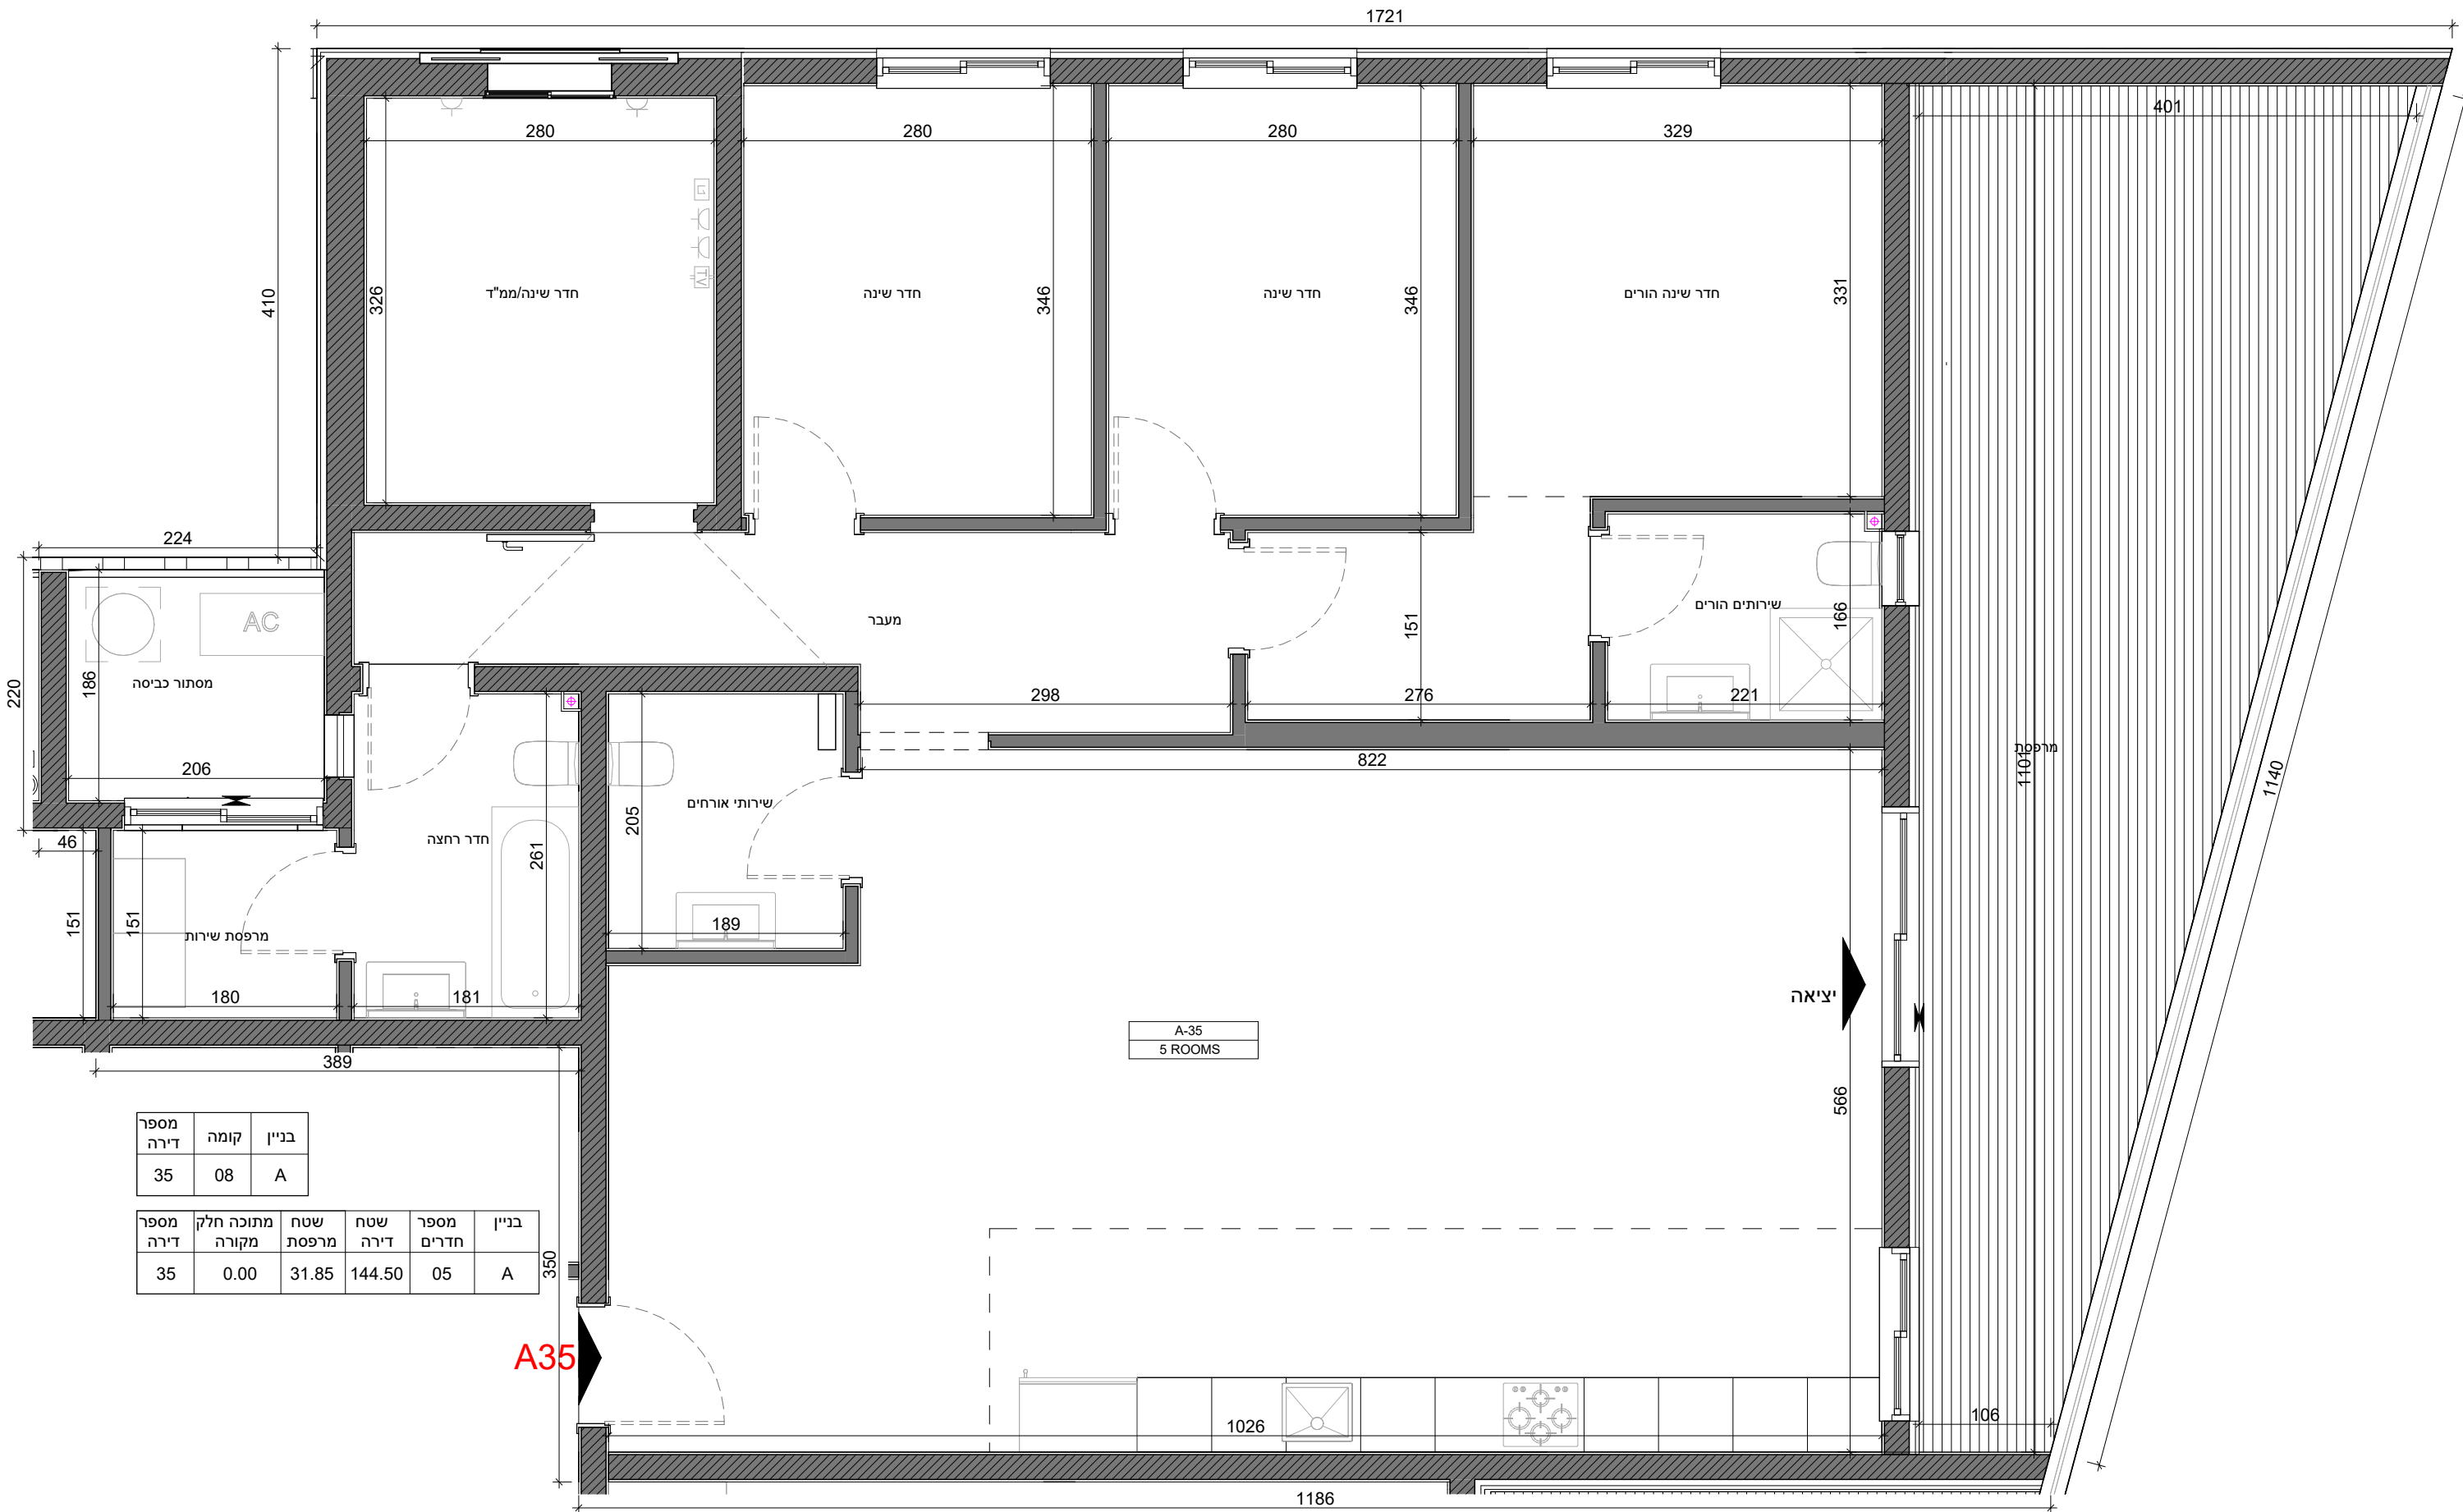 1721
401
280
280
280
329
410
326
346
346
331
TV
חדר שינה/ממ"ד
חדר שינה
חדר שינה
חדר שינה הורים
224
220
186
AC
מסתור כביסה
206
מעבר
151
166
שירותים הורים
298
276
221
822
מרפסת
1101
1140
46
151
151
חדר רחצה
261
205
שירותי אורחים
189
מרפסת שירות
180
181
389
יציאה
A-35
5 ROOMS
566
בניין קומה מספר דירה
A 08 35
בניין מספר חדרים שטח דירה שטח מרפסת מתוכה חלק מקורה מספר דירה
A 05 144.50 31.85 0.00 35
350
A35
1026
106
1186